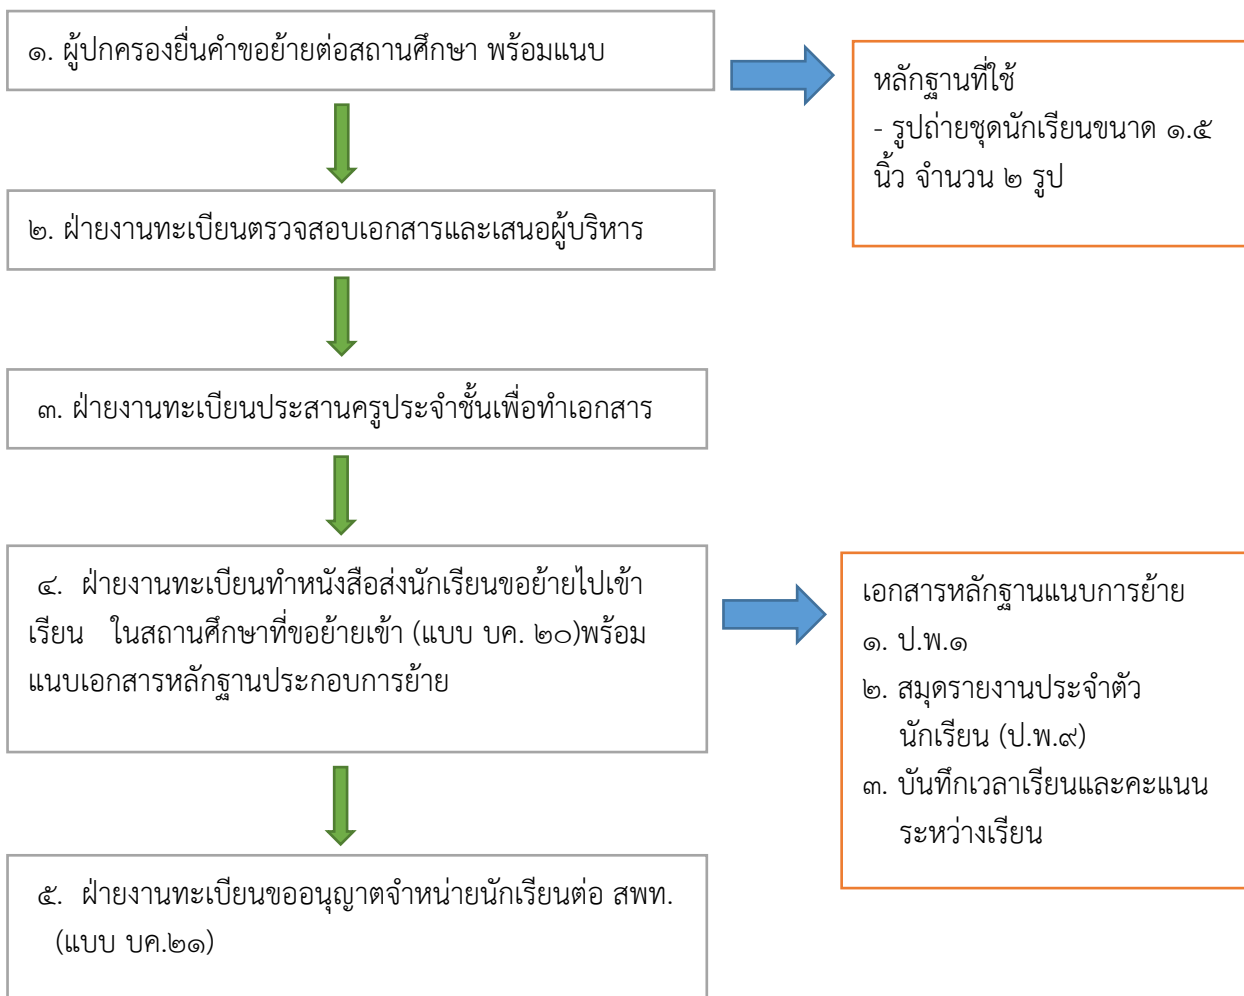 ๑. ผู้ปกครองยื่นคำขอย้ายต่อสถานศึกษา พร้อมแนบ
หลักฐานที่ใช้
- รูปถ่ายชุดนักเรียนขนาด ๑.๕
นิ้ว จำนวน ๒ รูป
๒. ฝ่ายงานทะเบียนตรวจสอบเอกสารและเสนอผู้บริหาร
๓. ฝ่ายงานทะเบียนประสานครูประจำชั้นเพื่อทำเอกสาร
๔. ฝ่ายงานทะเบียนทำหนังสือส่งนักเรียนขอย้ายไปเข้า
เรียน ในสถานศึกษาที่ขอย้ายเข้า (แบบ บค. ๒๐)พร้อม
แนบเอกสารหลักฐานประกอบการย้าย
เอกสารหลักฐานแนบการย้าย
๑. ป.พ.๑
๒. สมุดรายงานประจำตัว
นักเรียน (ป.พ.๙)
๓. บันทึกเวลาเรียนและคะแนน
ระหว่างเรียน
๕. ฝ่ายงานทะเบียนขออนุญาตจำหน่ายนักเรียนต่อ สพท.
(แบบ บค.๒๑)